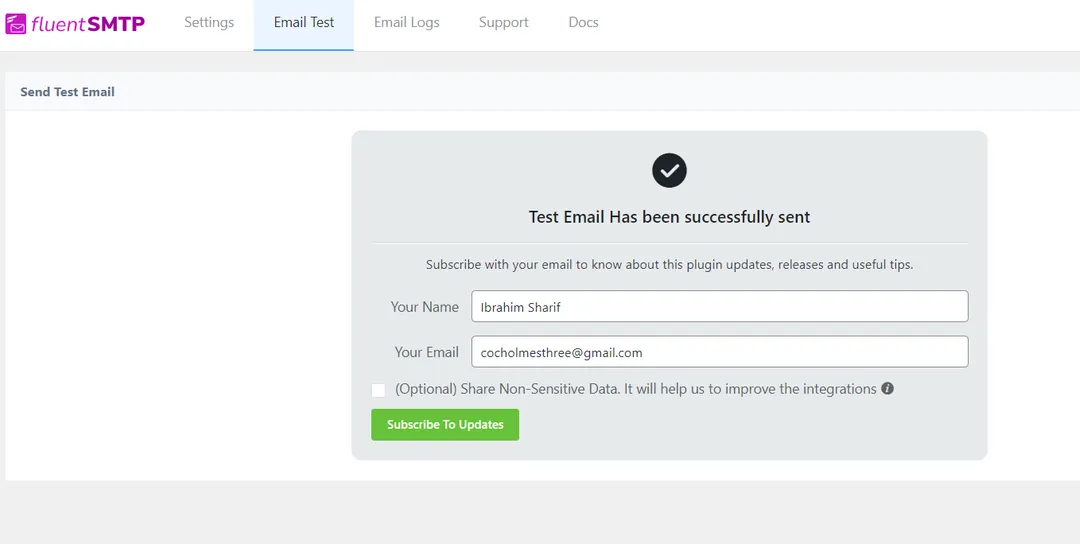 fluentSMTP Settings Email Test Email Logs Support Docs
Send Test Email
Test Email Has been successfully sent
Subscribe with your email to know about this plugin updates, releases and useful tips.
Your Name Ibrahim Sharif
Your Email cocholmesthree@gmail.com
(Optional) Share Non-Sensitive Data. It will help us to improve the integrations i
Subscribe To Updates